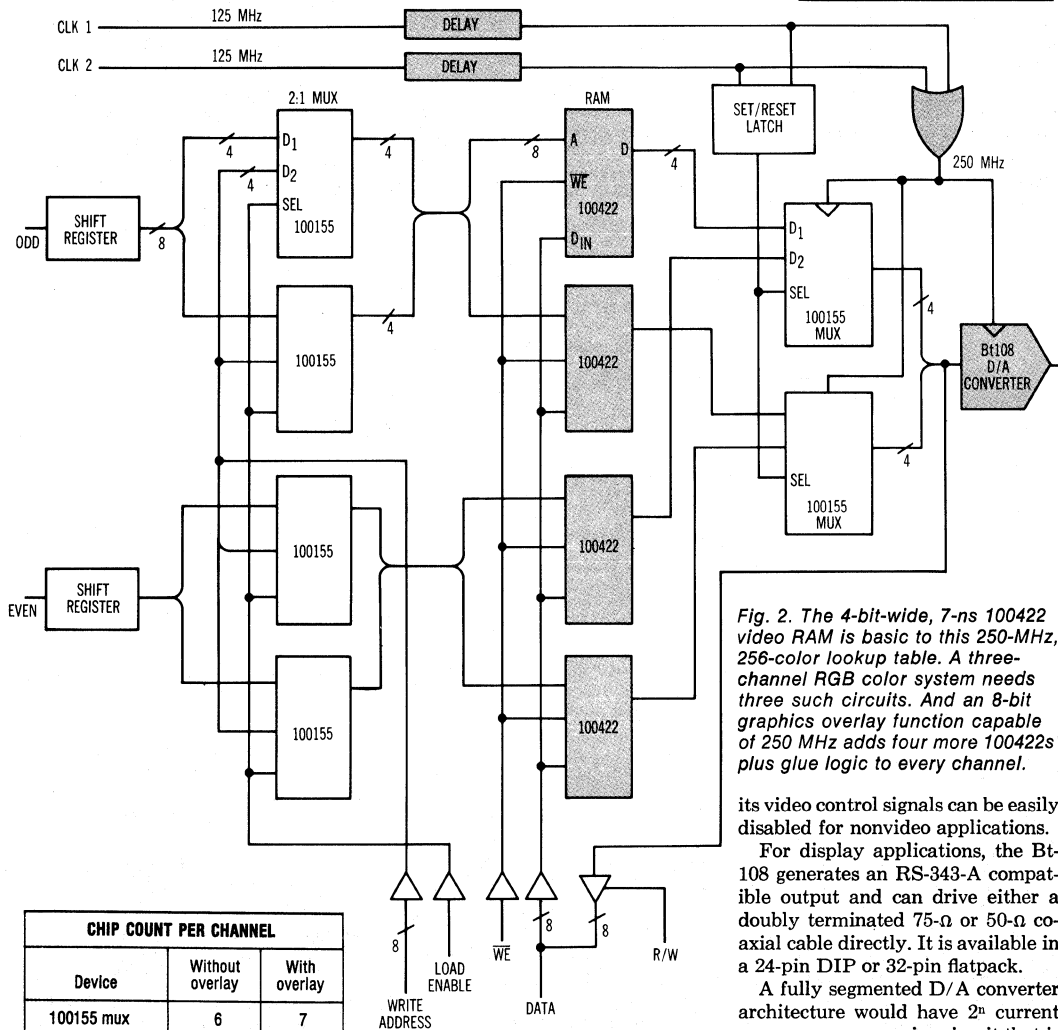 CLK 1
125 MHz
DELAY
CLK 2
125 MHz
DELAY
2:1 MUX
RAM
SET/RESET
LATCH
250 MHz
D1
D2
SEL
100155
4
4
4
A
WE
100422
DIN
D
8
4
SHIFT
REGISTER
ODD
8
D1
D2
SEL
100155
MUX
4
100155
4
100422
Bt108
D/A
CONVERTER
SEL
100155
MUX
4
100155
100422
SHIFT
REGISTER
EVEN
100155
100422
Fig. 2. The 4-bit-wide, 7-ns 100422
video RAM is basic to this 250-MHz,
256-color lookup table. A three-
channel RGB color system needs
three such circuits. And an 8-bit
graphics overlay function capable
of 250 MHz adds four more 100422s
plus glue logic to every channel.
its video control signals can be easily
disabled for nonvideo applications.
For display applications, the Bt-
108 generates an RS-343-A compat-
ible output and can drive either a
doubly terminated 75-Ω or 50-Ω co-
axial cable directly. It is available in
a 24-pin DIP or 32-pin flatpack.
A fully segmented D/A converter
architecture would have 2ⁿ current
8
WRITE
ADDRESS
LOAD
ENABLE
WE
8
DATA
8
R/W
CHIP COUNT PER CHANNEL
Device Without overlay With overlay
100155 mux 6 7